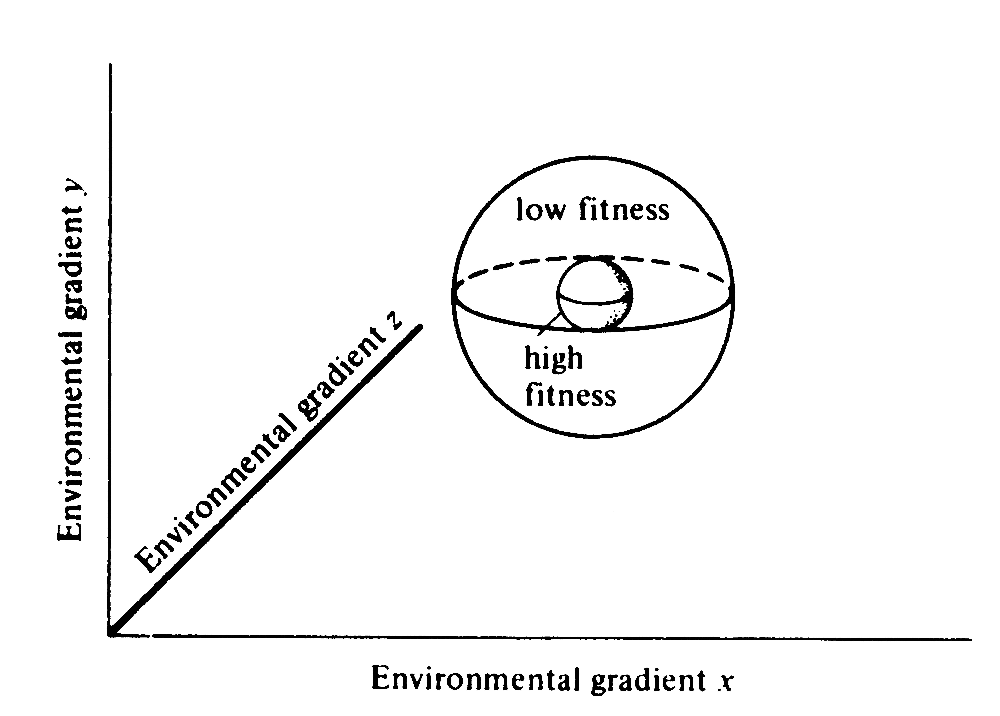 Environmental gradient y
Environmental gradient z
low fitness
high
fitness
Environmental gradient x